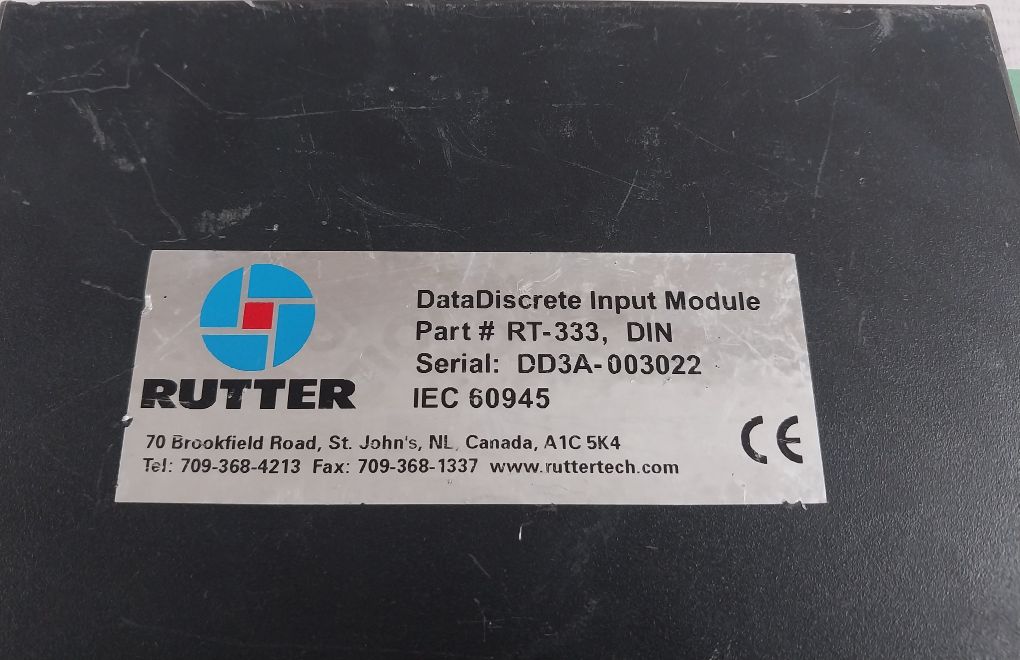 RUTTER
DataDiscrete Input Module
Part # RT-333, DIN
Serial: DD3A-003022
IEC 60945
70 Brookfield Road, St. John's, NL, Canada, A1C 5K4
Tel: 709-368-4213 Fax: 709-368-1337 www.ruttertech.com
CE